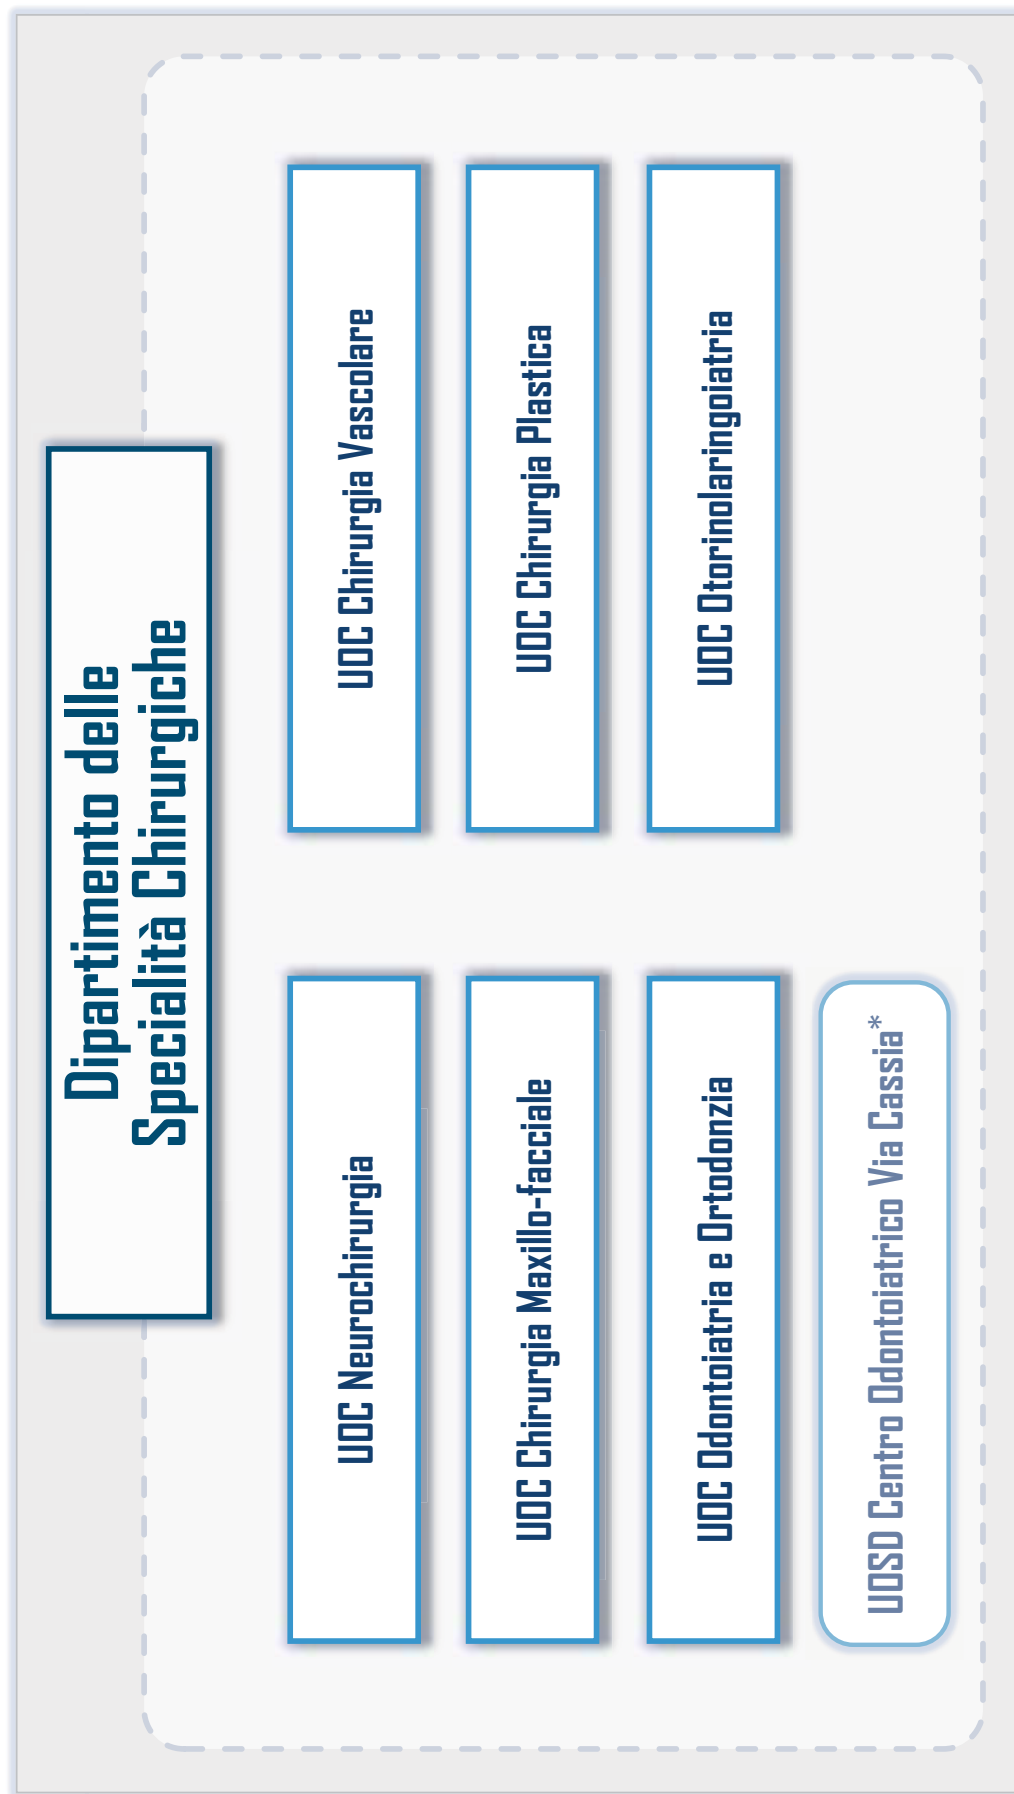 Dipartimento delle
Specialità Chirurgiche
UOC Neurochirurgia
UOC Chirurgia Vascolare
UOC Chirurgia Maxillo-facciale
UOC Chirurgia Plastica
UOC Odontoiatria e Ortodonzia
UOC Otorinolaringoiatria
UOSD Centro Odontoiatrico Via Cassia*